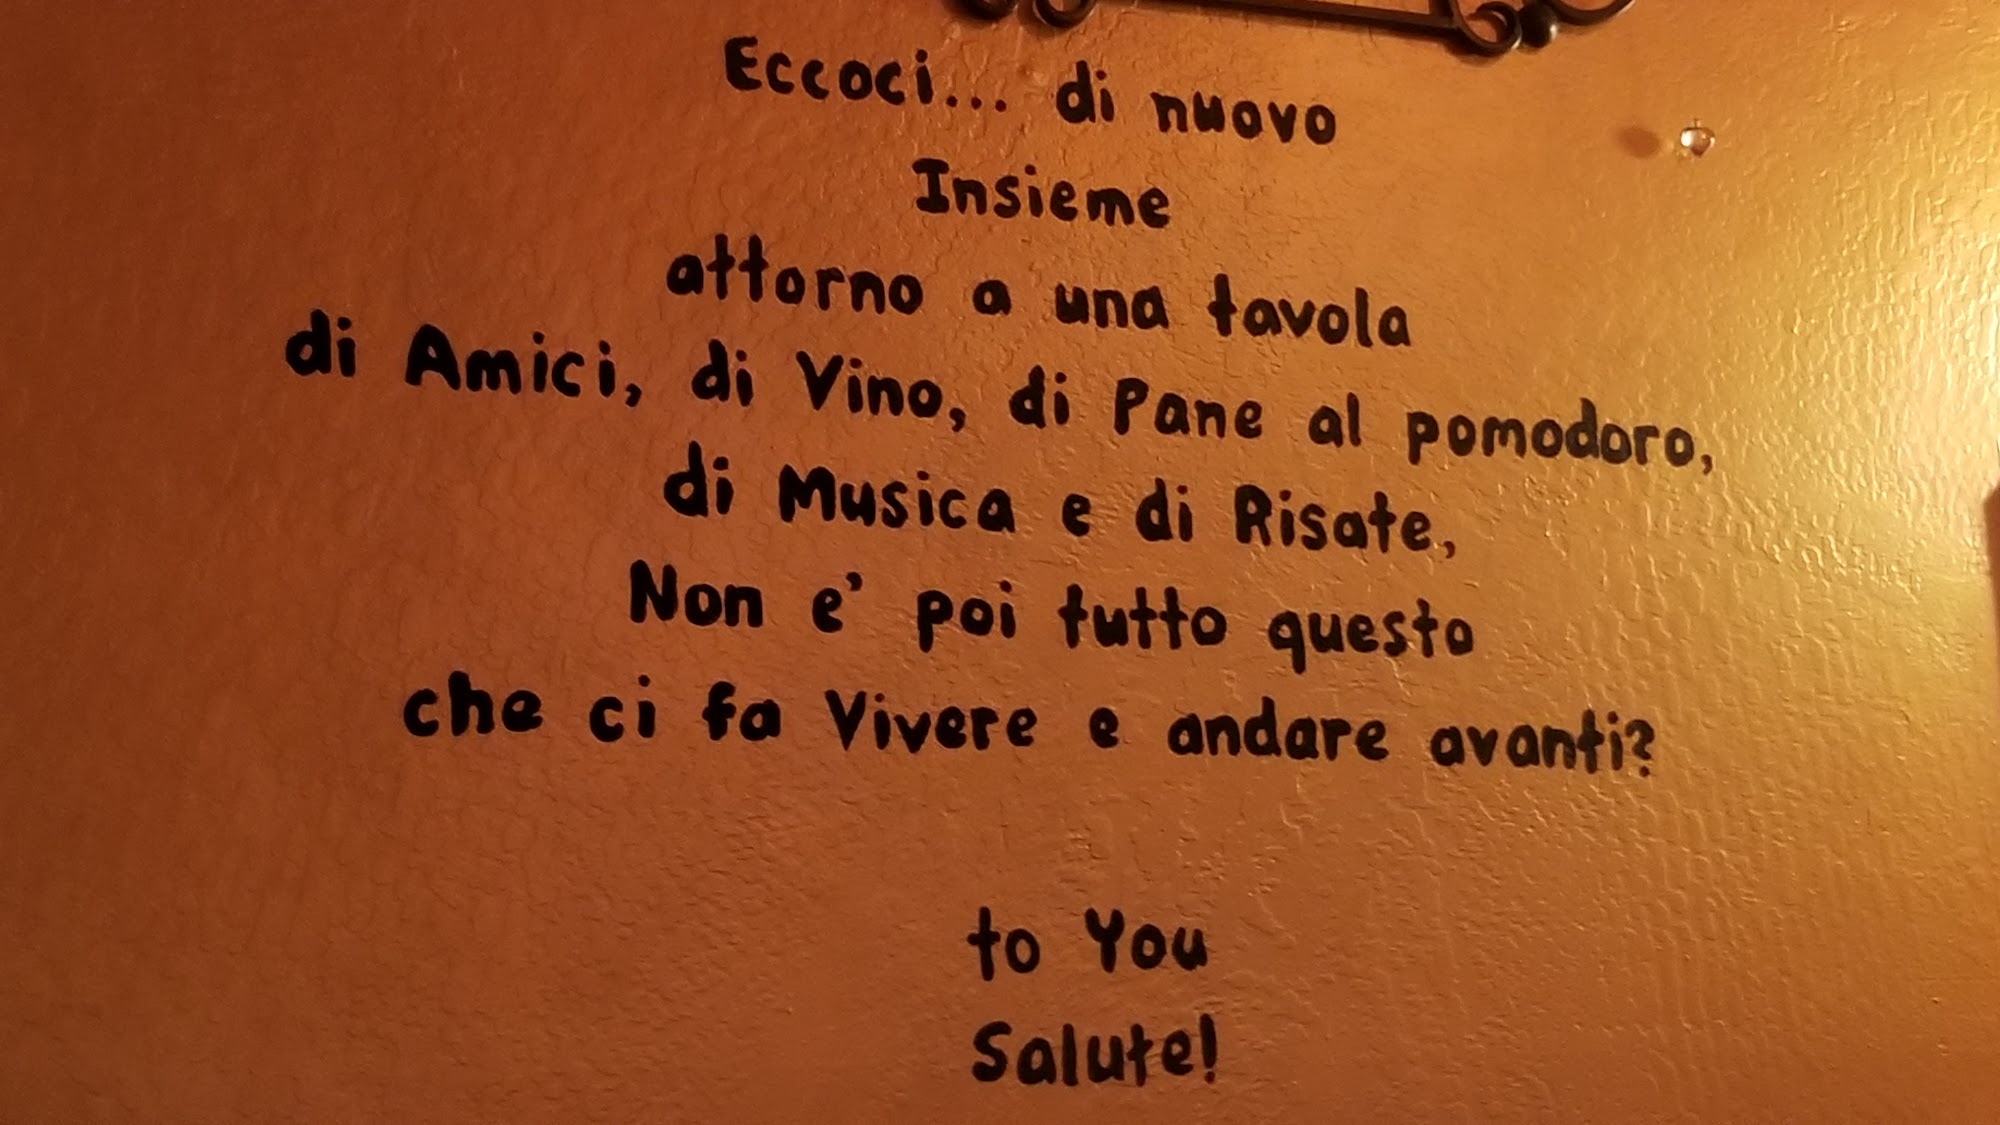 Eccoci... di nuovo
Insieme
attorno a una tavola
di Amici, di Vino, di Pane al pomodoro,
di Musica e di Risate,
Non e' poi tutto questo
che ci fa Vivere e andare avanti?
to You
Salute!